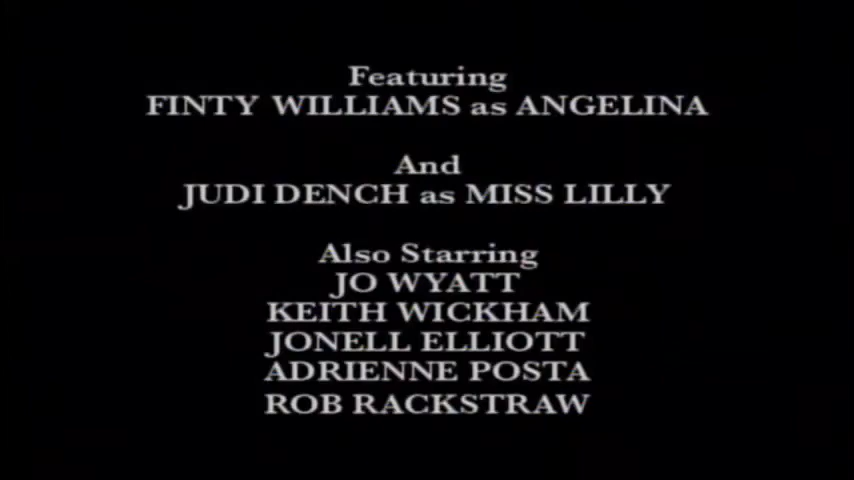 Featuring
FINTY WILLIAMS as ANGELINA
And
JUDI DENCH as MISS LILLY
Also Starring
JO WYATT
KEITH WICKHAM
JONELL ELLIOTT
ADRIENNE POSTA
ROB RACKSTRAW